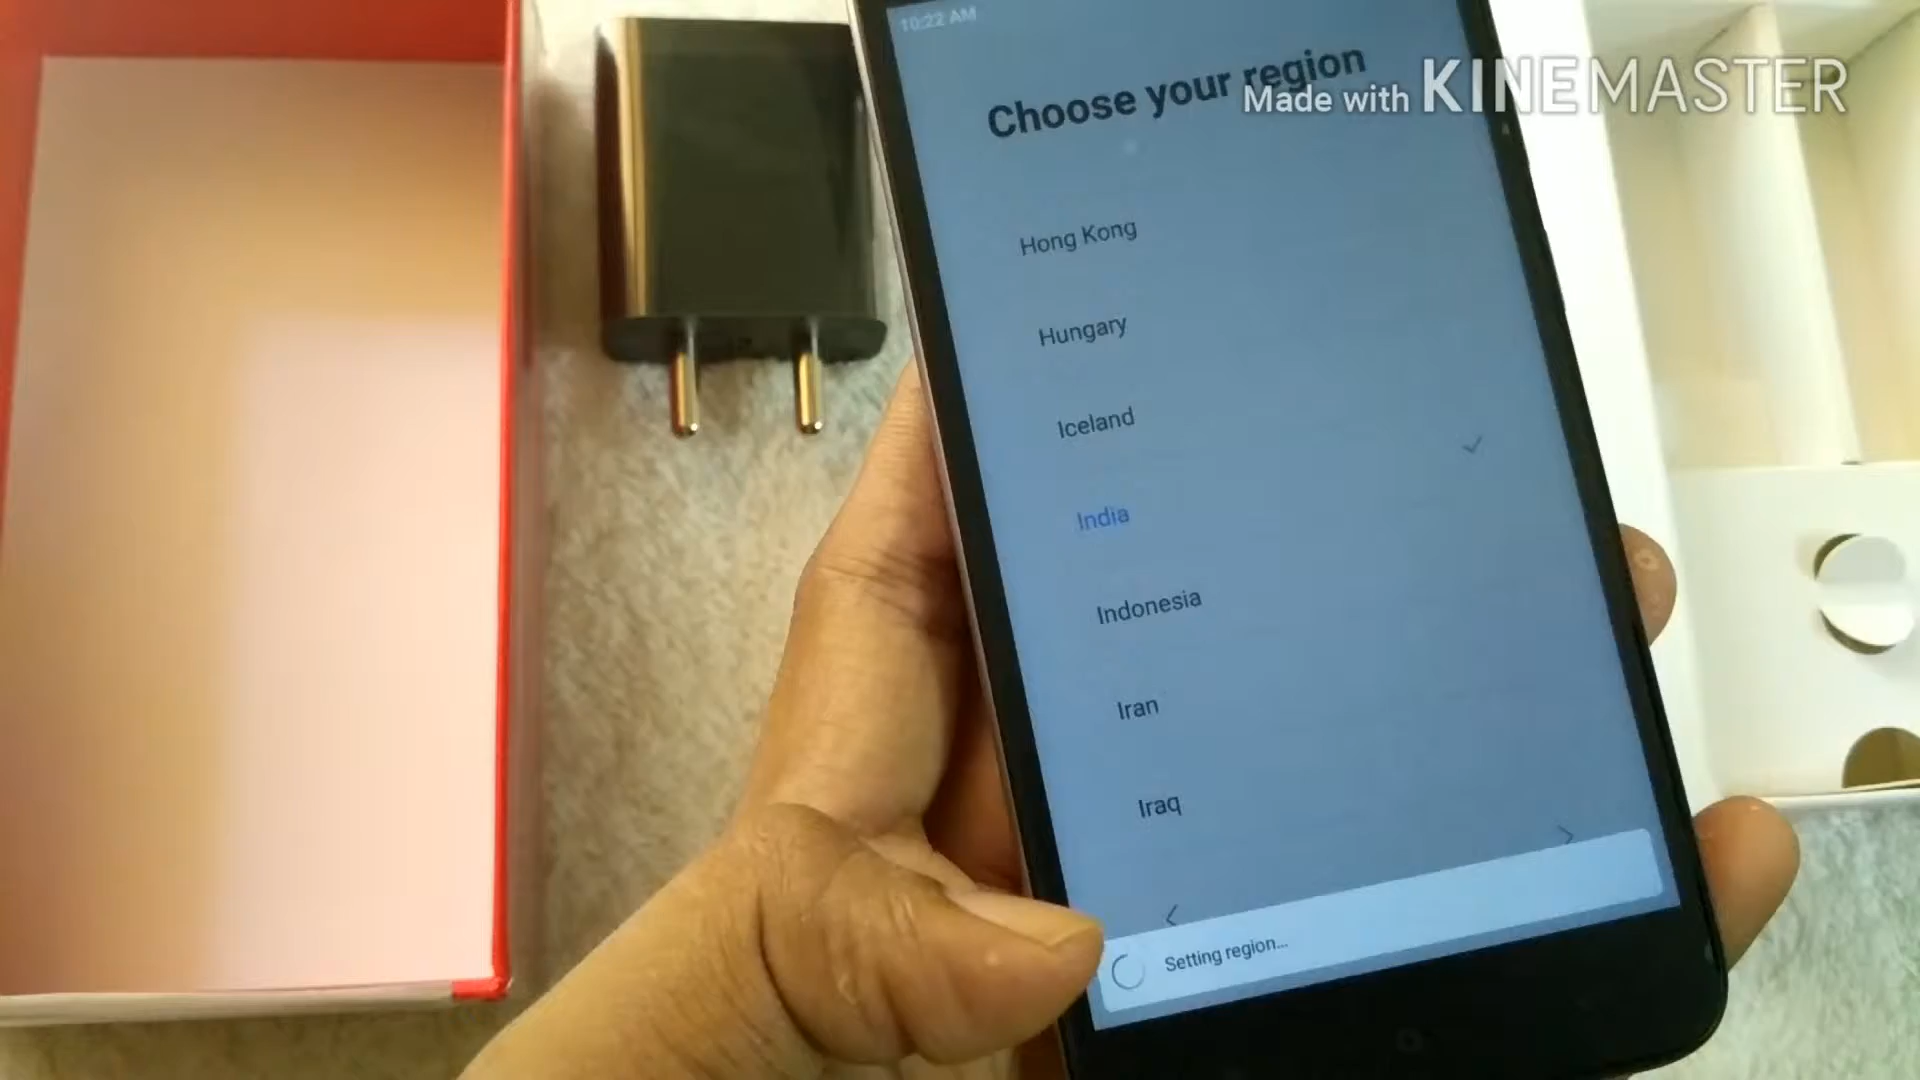 10:22 AM
Choose your region
Made with KINEMASTER
Hong Kong
Hungary
Iceland
India
Indonesia
Iran
Iraq
Setting region...